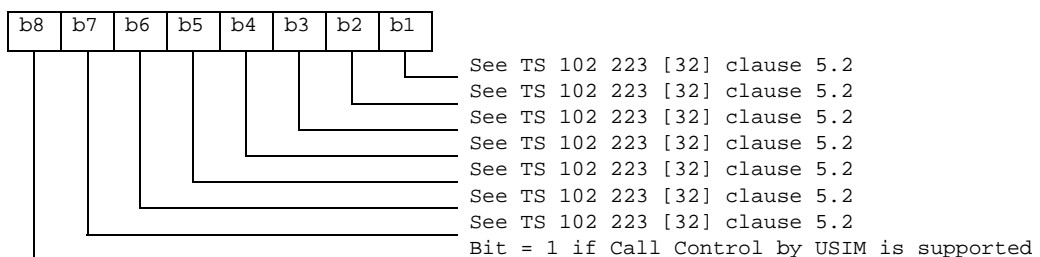 b8 b7 b6 b5 b4 b3 b2 b1
See TS 102 223 [32] clause 5.2
See TS 102 223 [32] clause 5.2
See TS 102 223 [32] clause 5.2
See TS 102 223 [32] clause 5.2
See TS 102 223 [32] clause 5.2
See TS 102 223 [32] clause 5.2
See TS 102 223 [32] clause 5.2
Bit = 1 if Call Control by USIM is supported